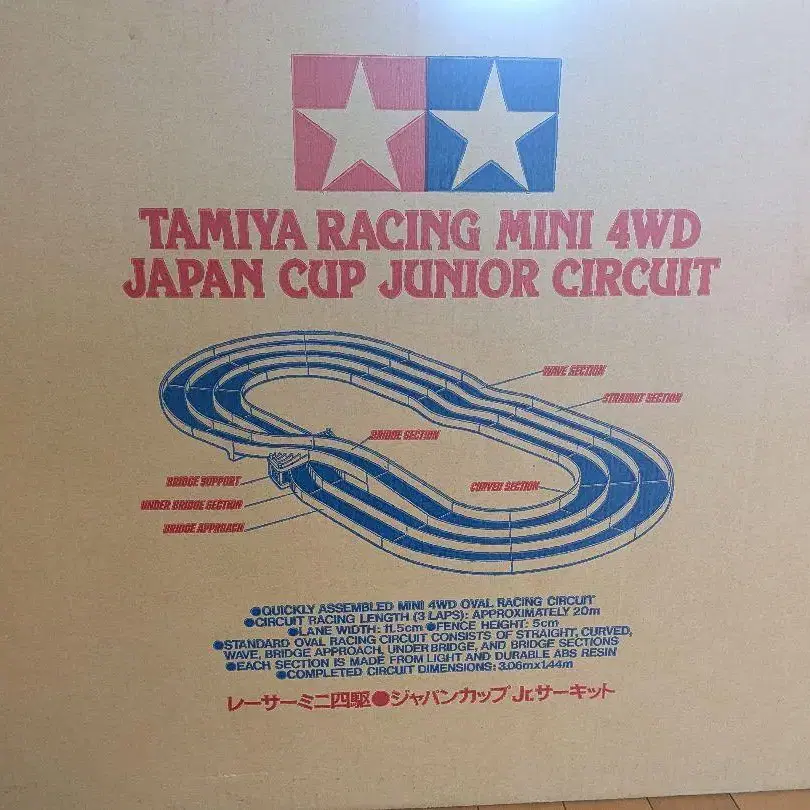 TAMIYA RACING MINI 4WD
JAPAN CUP JUNIOR CIRCUIT
WAVE SECTION
STRAIGHT SECTION
BRIDGE SECTION
BRIDGE SUPPORT
CURVED SECTION
UNDER BRIDGE SECTION
BRIDGE APPROACH
●QUICKLY ASSEMBLED MINI 4WD OVAL RACING CIRCUIT
●CIRCUIT RACING LENGTH (3 LAPS): APPROXIMATELY 20m
●LANE WIDTH: 11.5cm ●FENCE HEIGHT: 5cm
●STANDARD OVAL RACING CIRCUIT CONSISTS OF STRAIGHT, CURVED,
WAVE, BRIDGE APPROACH, UNDER BRIDGE, AND BRIDGE SECTIONS
●EACH SECTION IS MADE FROM LIGHT AND DURABLE ABS RESIN
●COMPLETED CIRCUIT DIMENSIONS: 3.06m×1.44m
レーサーミニ四駆●ジャパンカップJr.サーキット